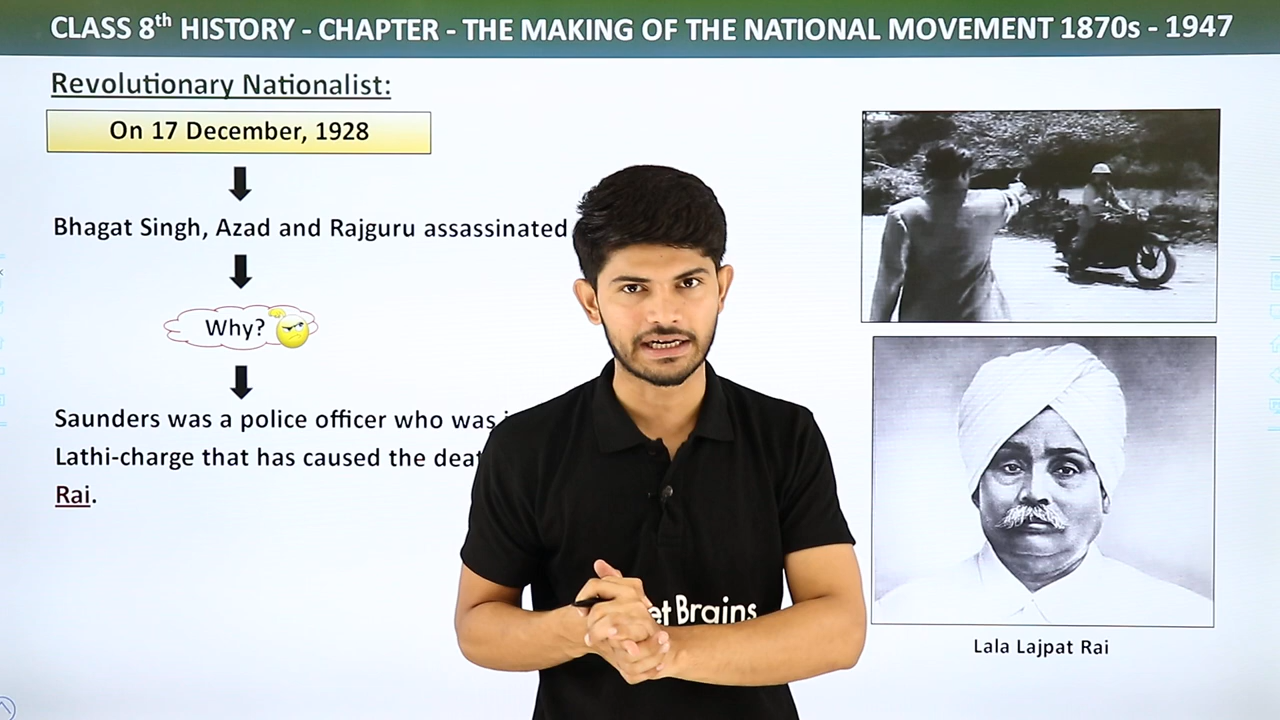 CLASS 8th HISTORY - CHAPTER - THE MAKING OF THE NATIONAL MOVEMENT 1870s - 1947
Revolutionary Nationalist:
On 17 December, 1928
Bhagat Singh, Azad and Rajguru assassinated
Why?
Saunders was a police officer who was
Lathi-charge that has caused the
Rai.
et Brains
Lala Lajpat Rai